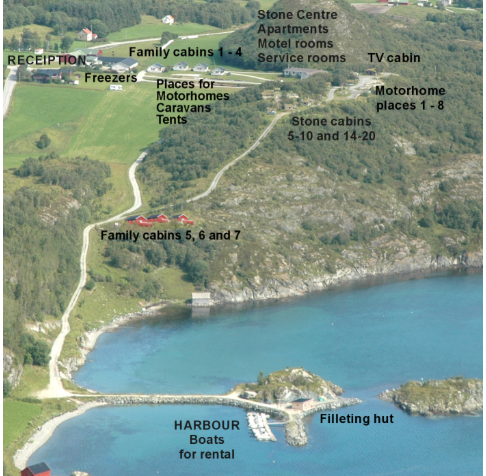 Stone Centre
Apartments
Motel rooms
Service rooms
Family cabins 1 - 4
TV cabin
RECEPTION
Freezers
Places for
Motorhomes
Caravans
Tents
Motorhome
places 1 - 8
Stone cabins
5-10 and 14-20
Family cabins 5, 6 and 7
HARBOUR
Boats
for rental
Filleting hut